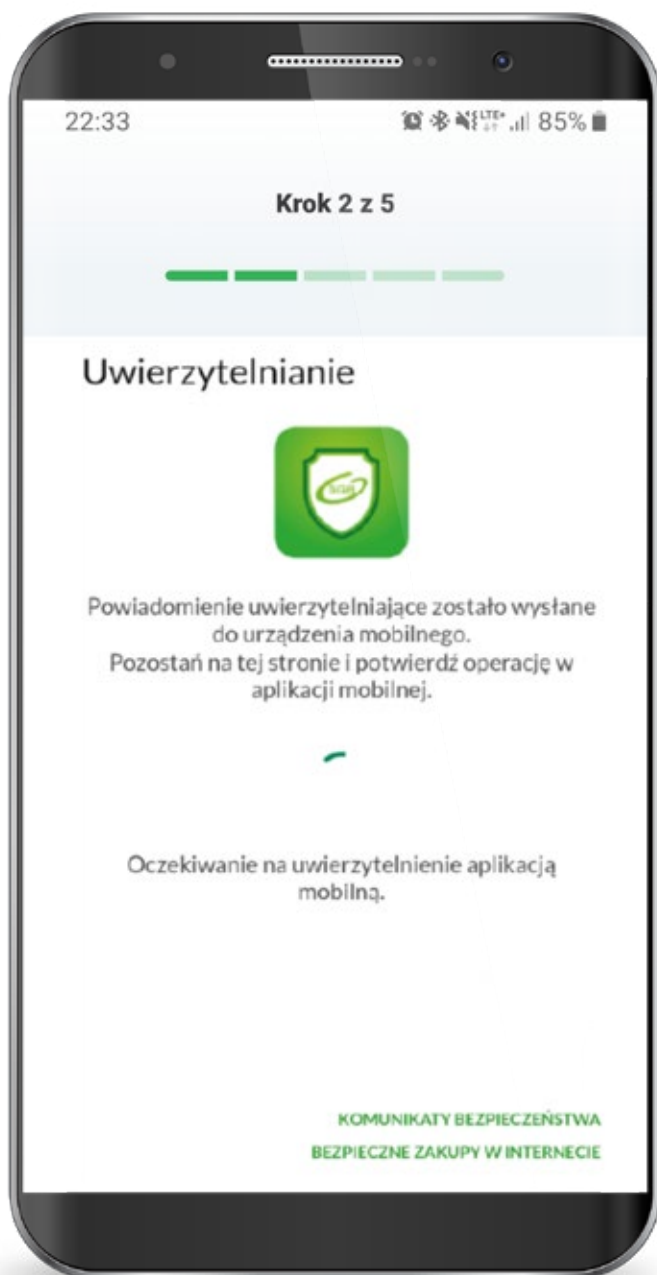 22:33
LTE+
85%
Krok 2 z 5
Uwierzytelnianie
Powiadomienie uwierzytelniające zostało wysłane
do urządzenia mobilnego.
Pozostań na tej stronie i potwierdź operację w
aplikacji mobilnej.
Oczekiwanie na uwierzytelnienie aplikacją
mobilną.
KOMUNIKATY BEZPIECZEŃSTWA
BEZPIECZNE ZAKUPY W INTERNECIE